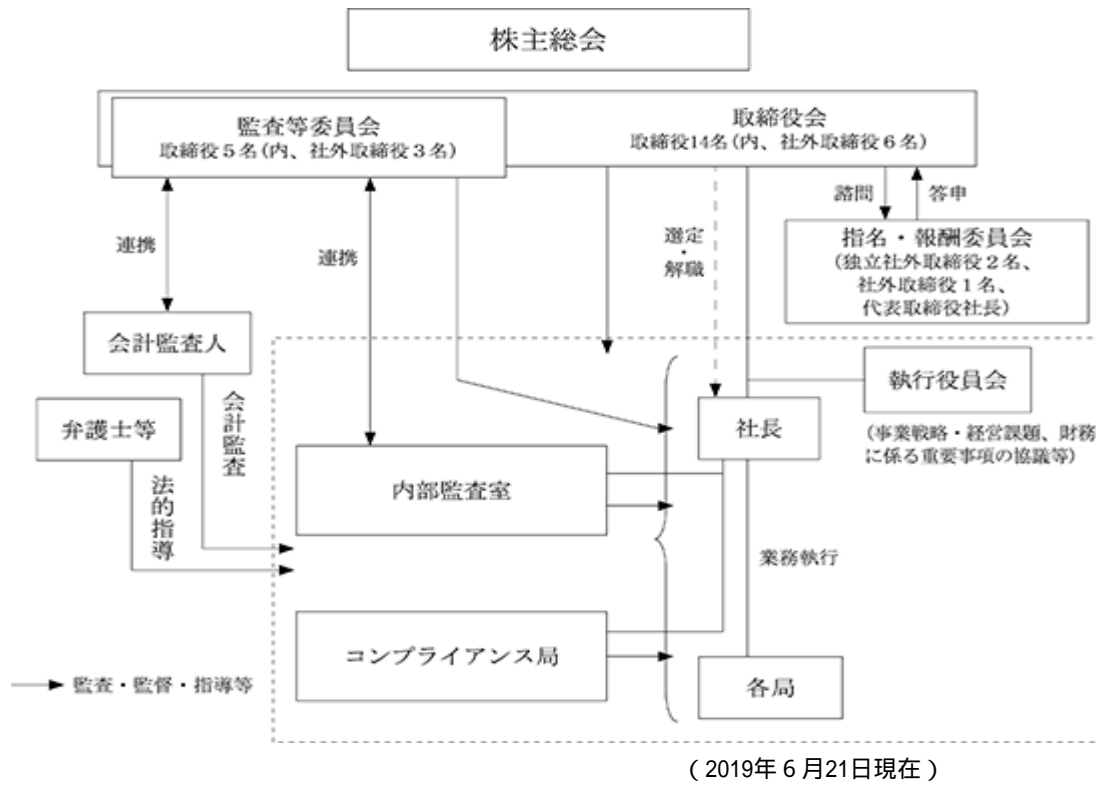 株主総会
監査等委員会
取締役５名(内、社外取締役３名)
取締役会
取締役14名(内、社外取締役６名)
諮問
答申
連携
連携
選定・解職
指名・報酬委員会
(独立社外取締役２名、
社外取締役１名、
代表取締役社長)
会計監査人
執行役員会
(事業戦略・経営課題、財務
に係る重要事項の協議等)
弁護士等
会計監査
社長
内部監査室
法的指導
業務執行
コンプライアンス局
各局
監査・監督・指導等
（2019年６月21日現在）